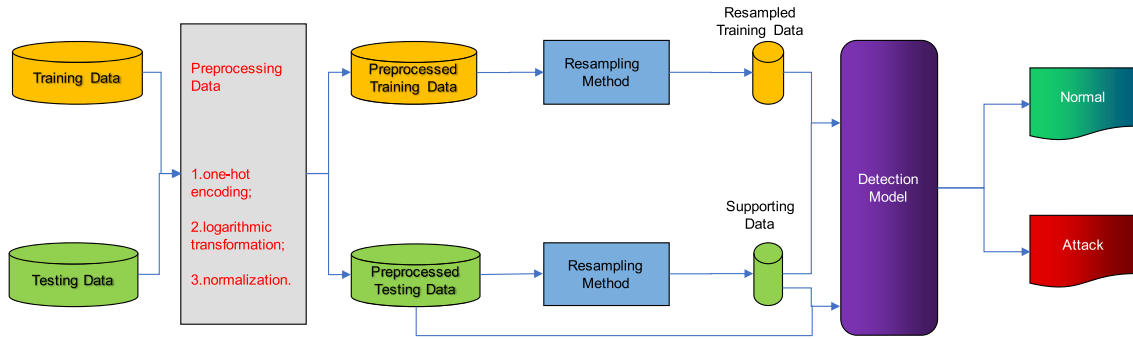 Training Data
Testing Data
Preprocessing
Data
1.one-hot
encoding;
2.logarithmic
transformation;
3.normalization.
Preprocessed
Training Data
Resampling
Method
Resampled
Training Data
Preprocessed
Testing Data
Resampling
Method
Supporting
Data
Detection
Model
Normal
Attack